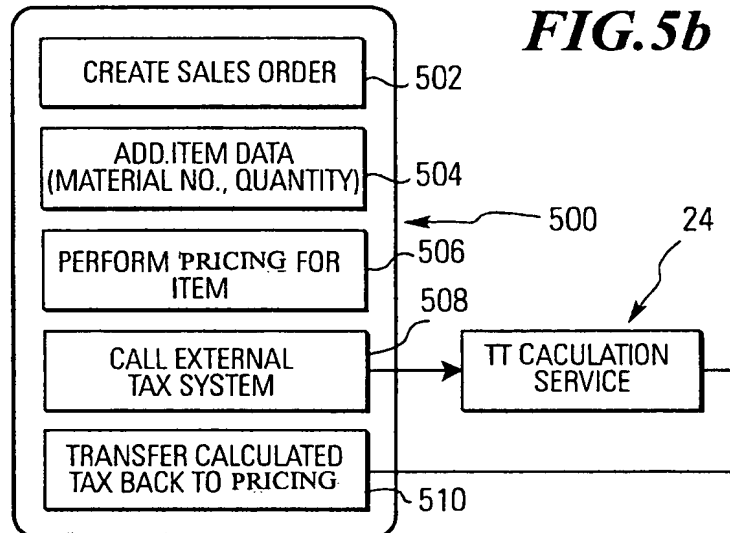 FIG.5b
CREATE SALES ORDER
502
ADD.ITEM DATA
(MATERIAL NO., QUANTITY)
504
500
24
PERFORM PRICING FOR
ITEM
506
508
CALL EXTERNAL
TAX SYSTEM
TT CACULATION
SERVICE
TRANSFER CALCULATED
TAX BACK TO PRICING
510